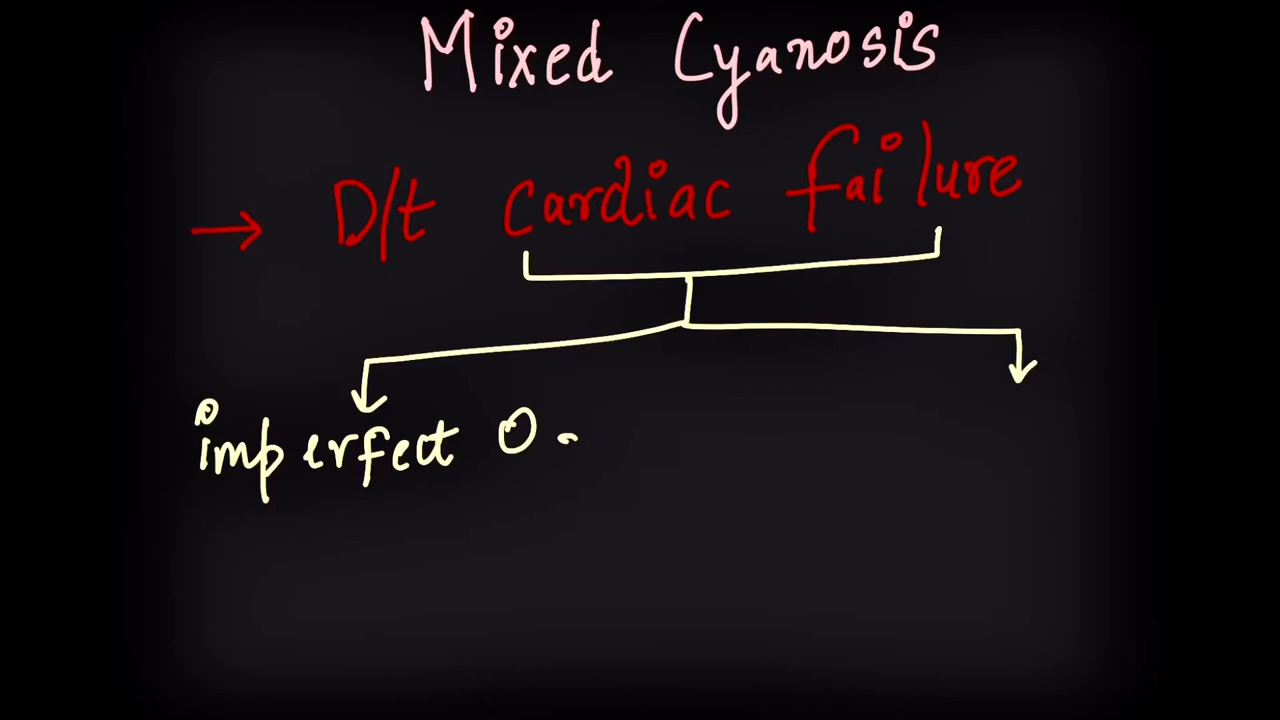 Mixed Cyanosis
→ D/t cardiac failure
imperfect O